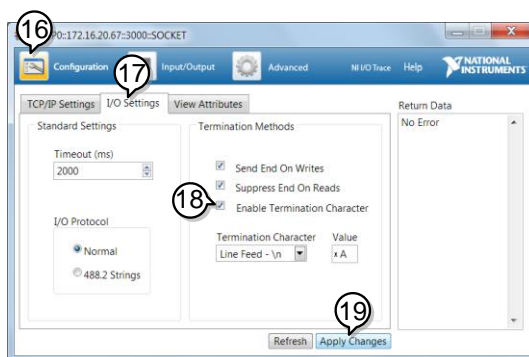 16
P0::172.16.20.67::3000::SOCKET
Configuration Input/Output Advanced NI I/O Trace Help NATIONAL INSTRUMENTS
17
TCP/IP Settings I/O Settings View Attributes
Return Data
No Error
Standard Settings
Timeout (ms)
2000
I/O Protocol
Normal
488.2 Strings
Termination Methods
Send End On Writes
Suppress End On Reads
18
Enable Termination Character
Termination Character Value
Line Feed - \n x A
19
Refresh Apply Changes